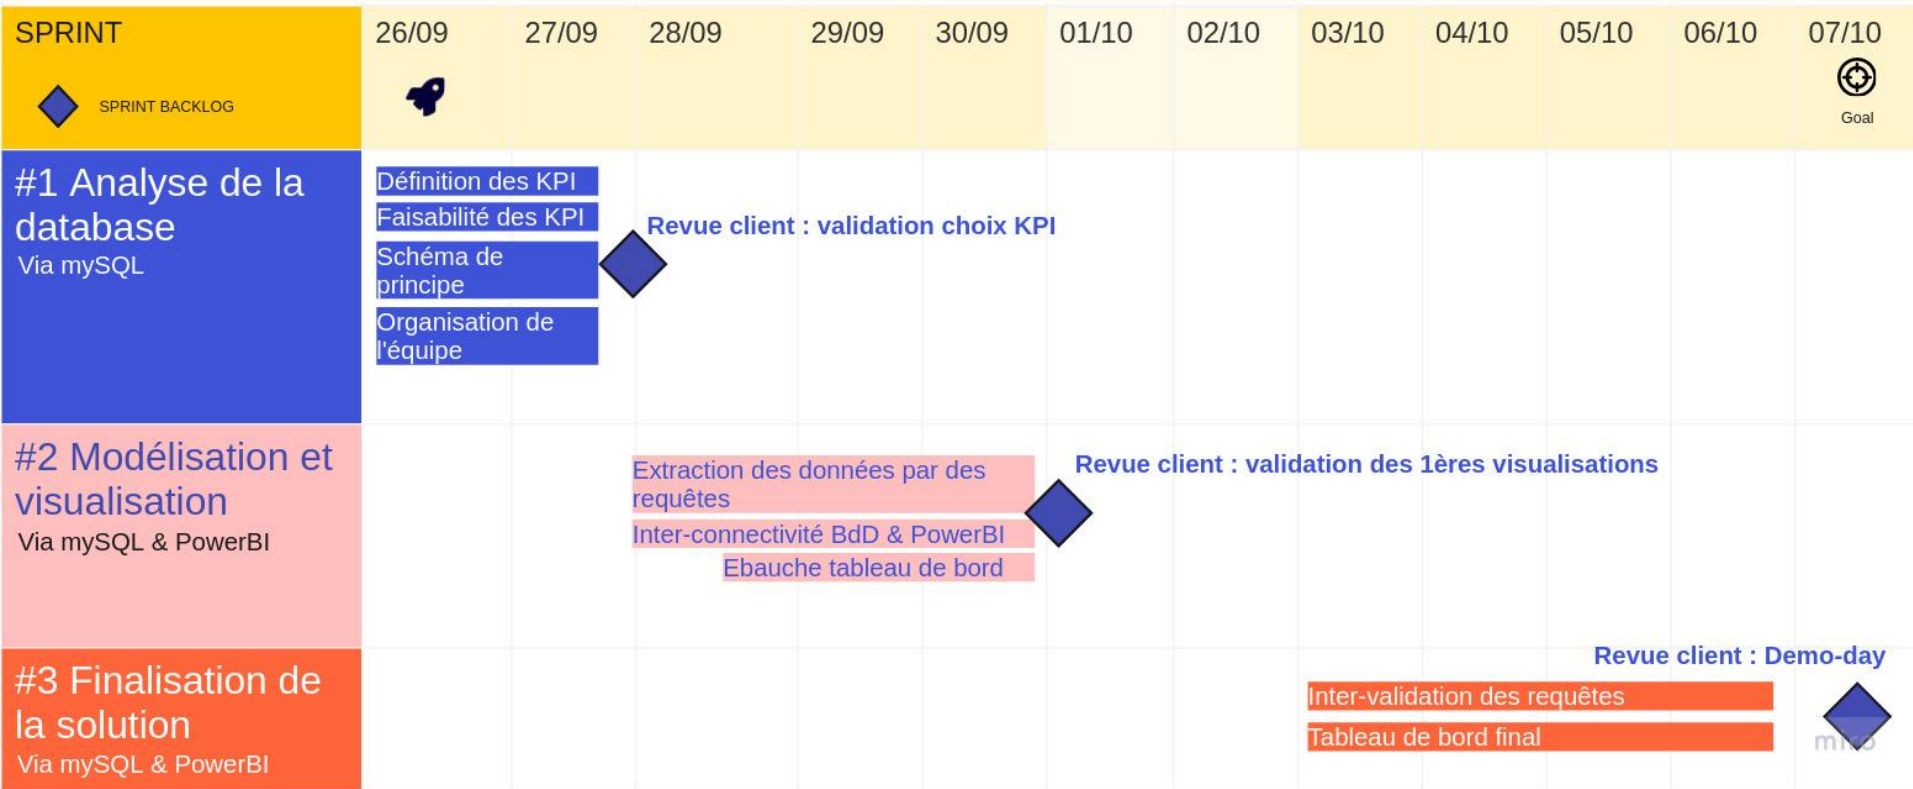 SPRINT
26/09 27/09 28/09 29/09 30/09 01/10 02/10 03/10 04/10 05/10 06/10 07/10
SPRINT BACKLOG
Goal
#1 Analyse de la
database
Via mySQL
Définition des KPI
Faisabilité des KPI
Schéma de
principe
Organisation de
l'équipe
Revue client : validation choix KPI
#2 Modélisation et
visualisation
Via mySQL & PowerBI
Extraction des données par des
requêtes
Inter-connectivité BdD & PowerBI
Ebauche tableau de bord
Revue client : validation des 1ères visualisations
#3 Finalisation de
la solution
Via mySQL & PowerBI
Revue client : Demo-day
Inter-validation des requêtes
Tableau de bord final
miro